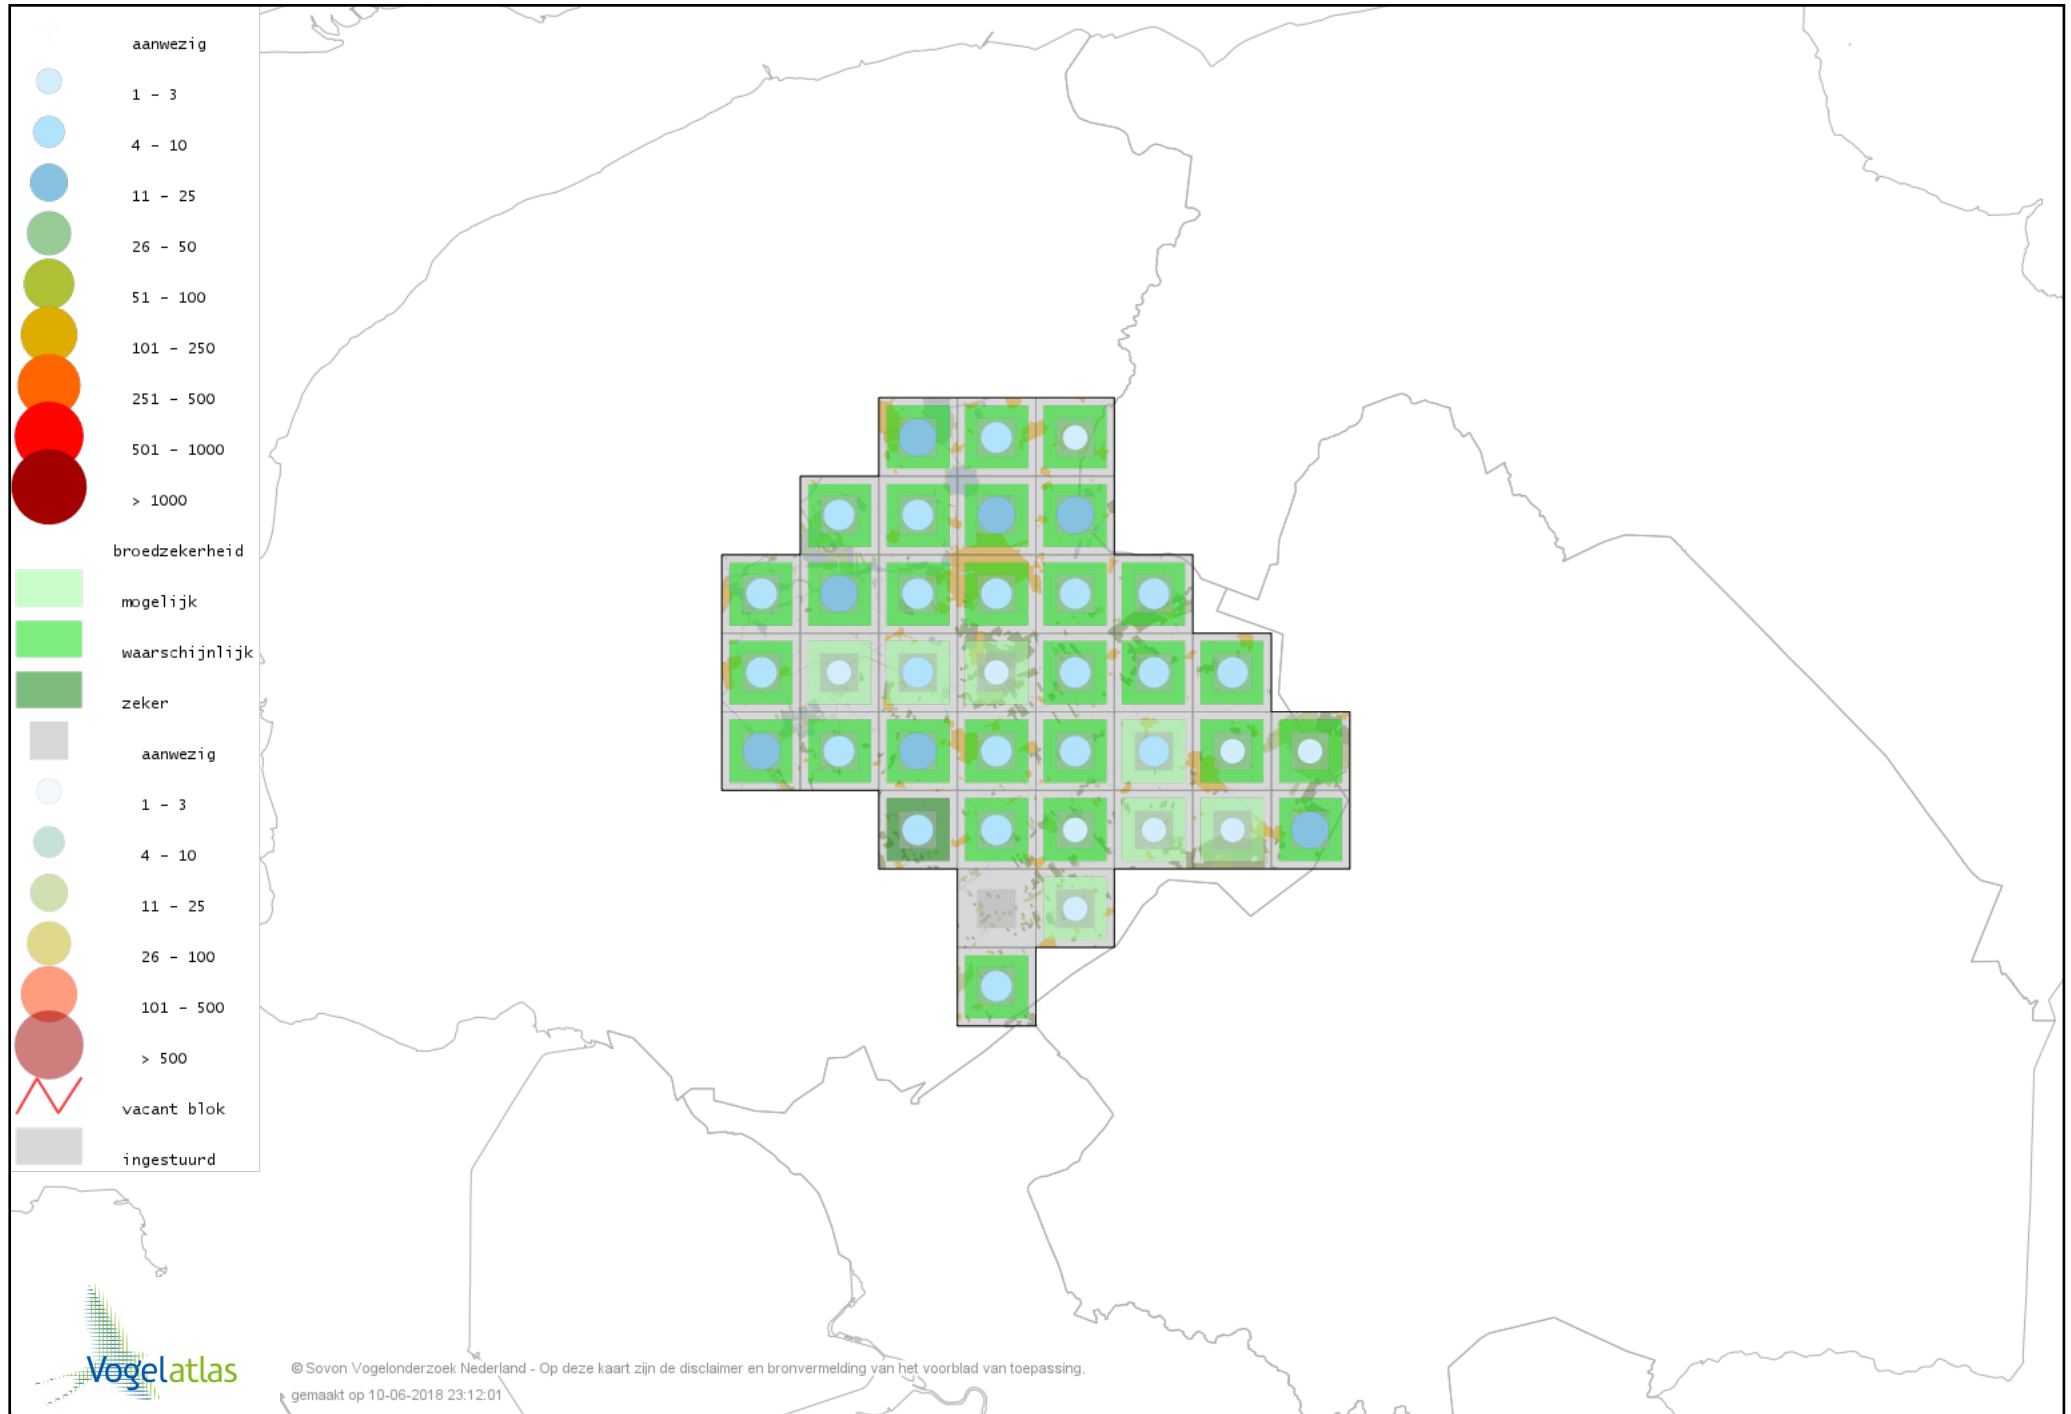 aanwezig
1 - 3
4 - 10
11 - 25
26 - 50
51 - 100
101 - 250
251 - 500
501 - 1000
> 1000
broedzekerheid
mogelijk
waarschijnlijk
zeker
aanwezig
1 - 3
4 - 10
11 - 25
26 - 100
101 - 500
> 500
vacant blok
ingestuurd
Vogelatlas
© Sovon Vogelonderzoek Nederland - Op deze kaart zijn de disclaimer en bronvermelding van het voorblad van toepassing.
gemaakt op 10-06-2018 23:12:01